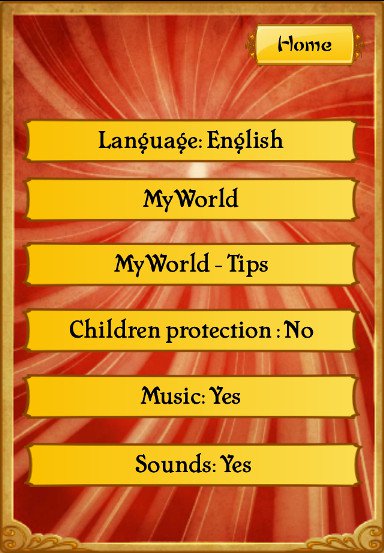 Home
Language: English
MyWorld
MyWorld - Tips
Children protection : No
Music: Yes
Sounds: Yes